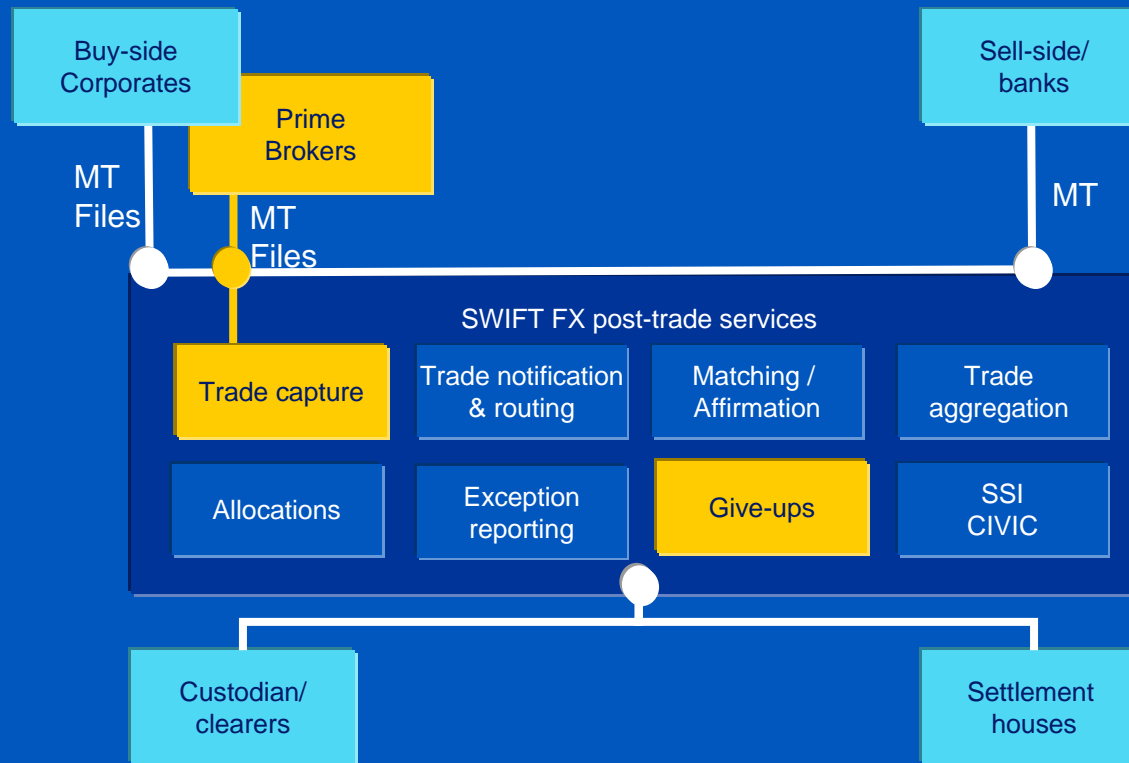 Buy-side
Corporates
Prime
Brokers
Sell-side/
banks
MT
Files
MT
Files
MT
SWIFT FX post-trade services
Trade capture
Trade notification
& routing
Matching /
Affirmation
Trade
aggregation
Allocations
Exception
reporting
Give-ups
SSI
CIVIC
Custodian/
clearers
Settlement
houses